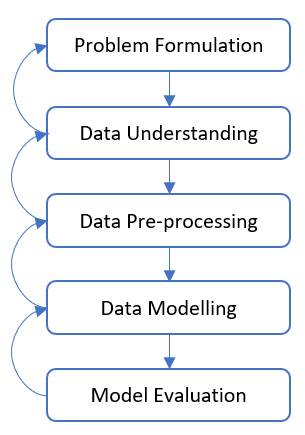 Problem Formulation
Data Understanding
Data Pre-processing
Data Modelling
Model Evaluation